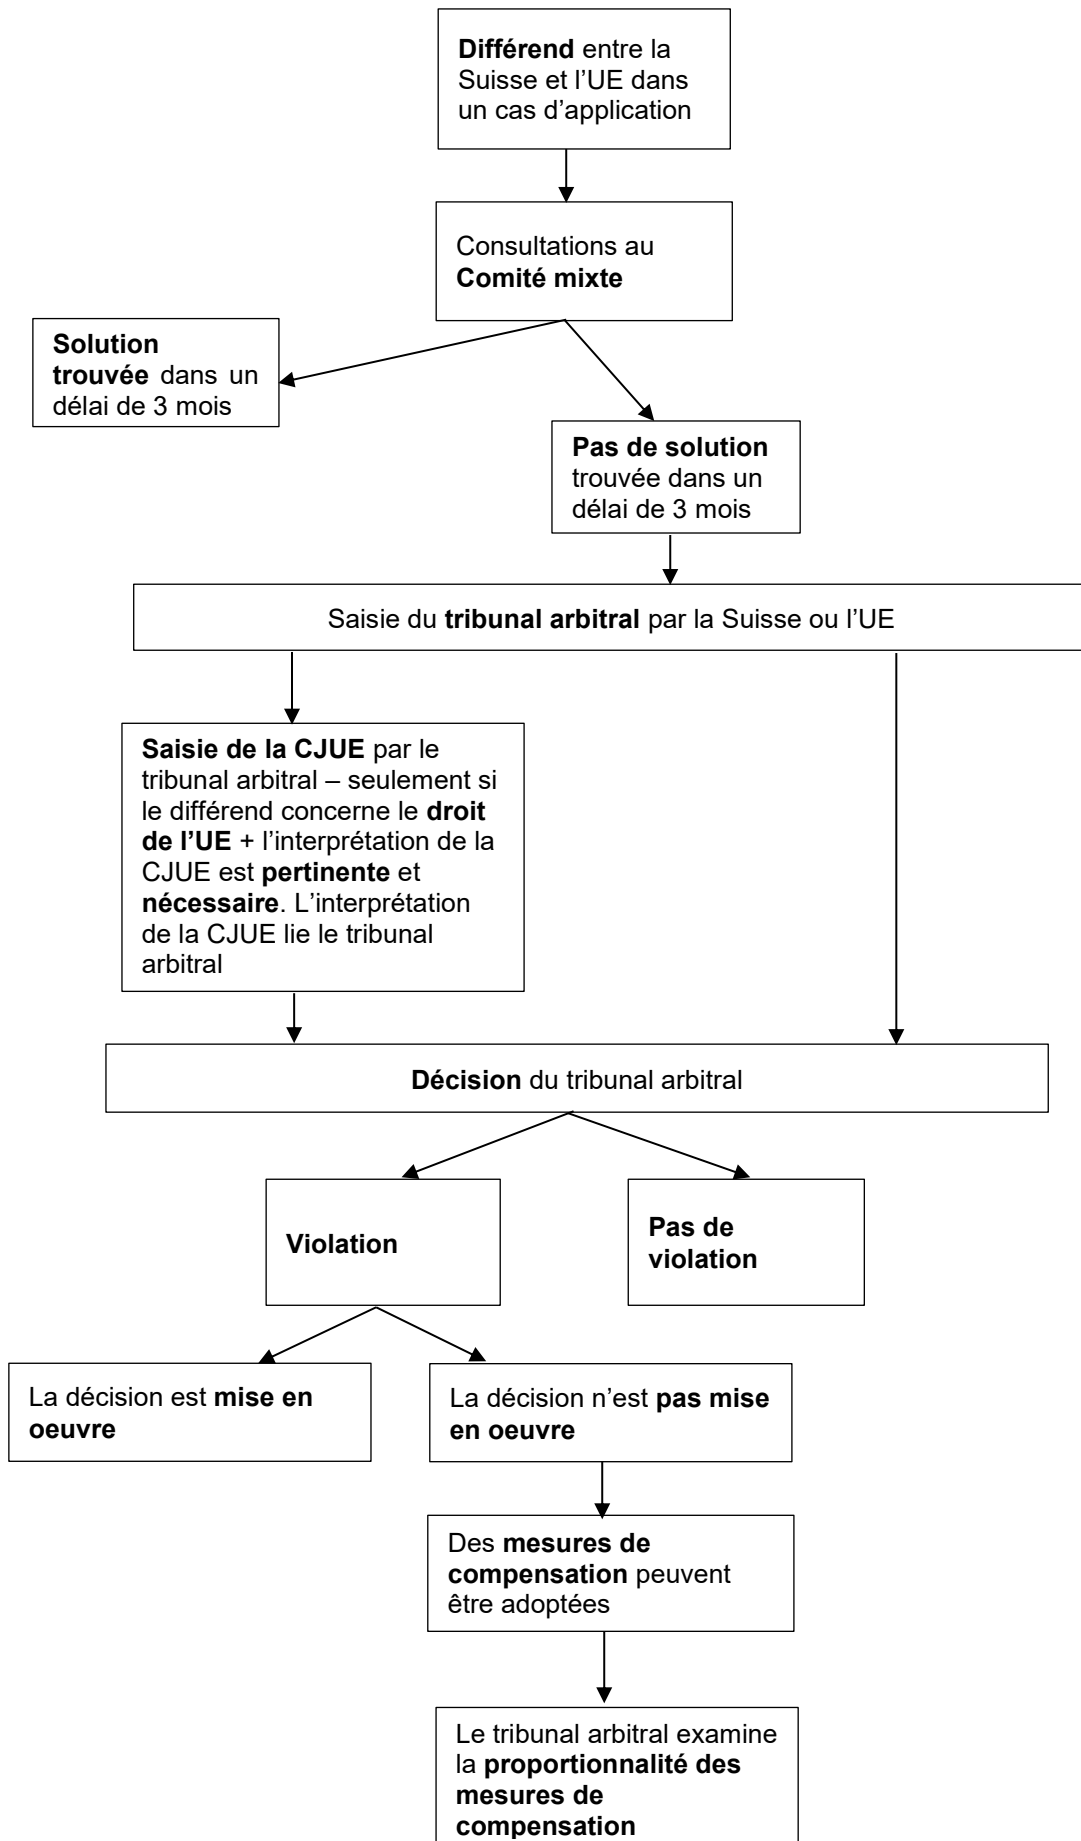 Différend entre la
Suisse et l’UE dans
un cas d’application
Consultations au
Comité mixte
Solution
trouvée dans un
délai de 3 mois
Pas de solution
trouvée dans un
délai de 3 mois
Saisie du tribunal arbitral par la Suisse ou l’UE
Saisie de la CJUE par le
tribunal arbitral – seulement si
le différend concerne le droit
de l’UE + l’interprétation de la
CJUE est pertinente et
nécessaire. L’interprétation
de la CJUE lie le tribunal
arbitral
Décision du tribunal arbitral
Violation
Pas de
violation
La décision est mise en
oeuvre
La décision n’est pas mise
en oeuvre
Des mesures de
compensation peuvent
être adoptées
Le tribunal arbitral examine
la proportionnalité des
mesures de
compensation